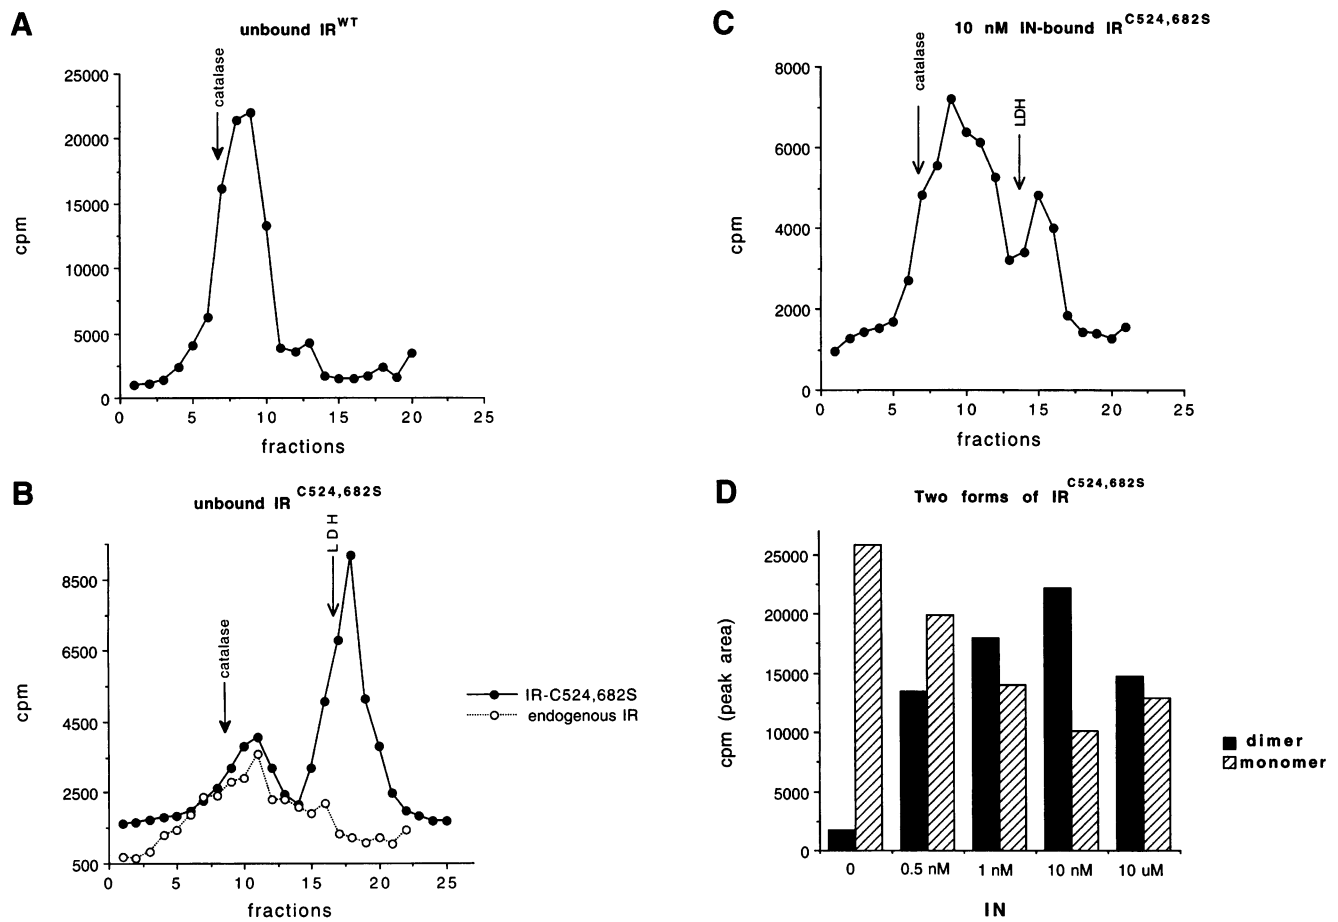 A
unbound IR^WT
catalase
25000
20000
15000
10000
5000
0
cpm
0 5 10 15 20 25
fractions
B
unbound IR^C524,682S
LDH
catalase
8500
6500
4500
2500
500
cpm
IR-C524,682S
endogenous IR
0 5 10 15 20 25
fractions
C
10 nM IN-bound IR^C524,682S
catalase
LDH
8000
6000
4000
2000
0
cpm
0 5 10 15 20 25
fractions
D
Two forms of IR^C524,682S
25000
20000
15000
10000
5000
0
cpm (peak area)
dimer
monomer
0 0.5 nM 1 nM 10 nM 10 uM
IN